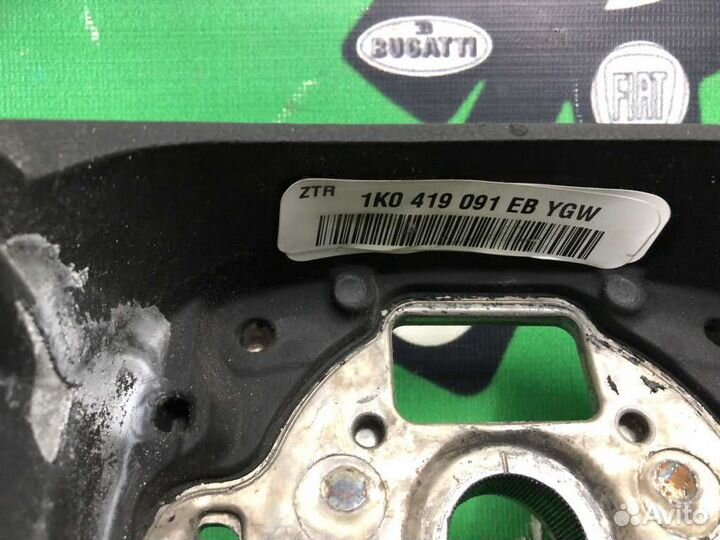 BUGATTI
FIAT
ZTR
1K0 419 091 EB YGW
Avito